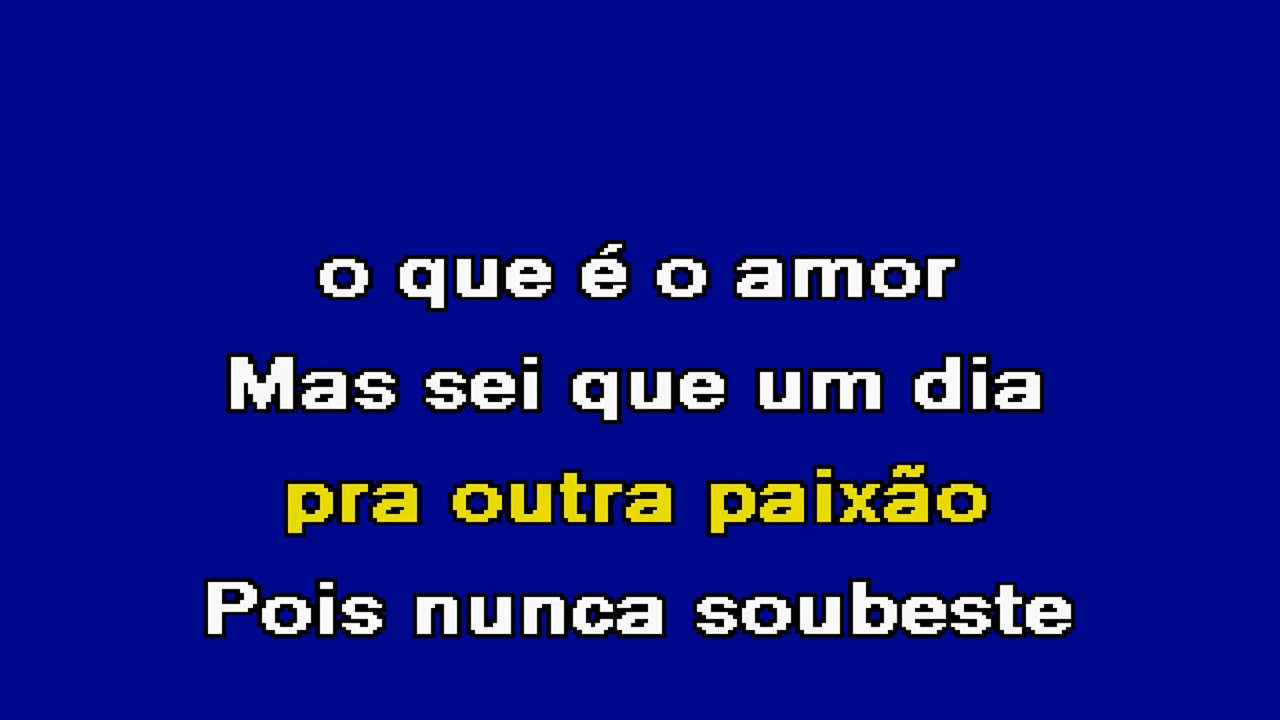 o que é o amor
Mas sei que um dia
pra outra paixão
Pois nunca soubeste